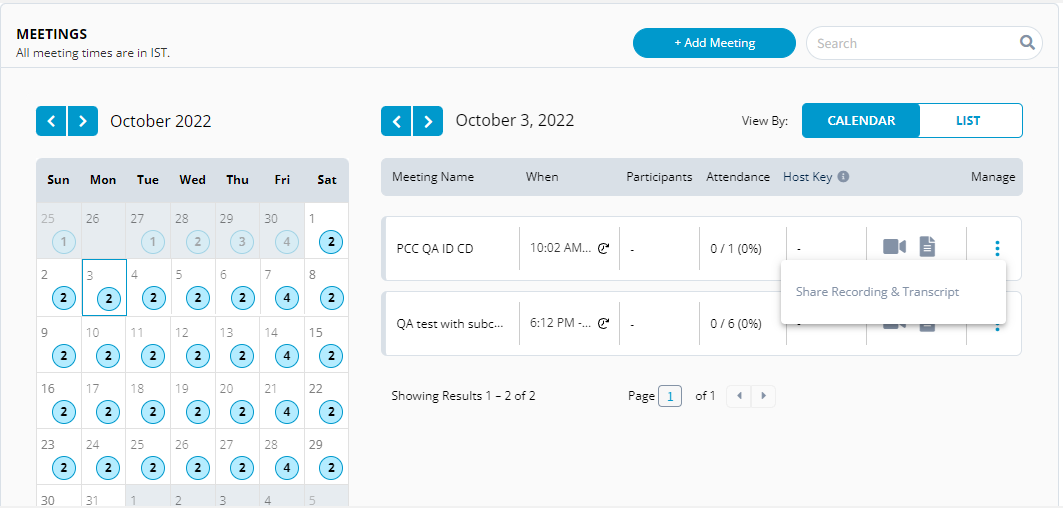 MEETINGS
All meeting times are in IST.
+ Add Meeting
Search
October 2022
October 3, 2022
View By:
CALENDAR
LIST
Sun Mon Tue Wed Thu Fri Sat
25 26 27 28 29 30 1
1 1 2 3 4 2
2 3 4 5 6 7 8
2 2 2 2 2 4 2
9 10 11 12 13 14 15
2 2 2 2 2 4 2
16 17 18 19 20 21 22
2 2 2 2 2 4 2
23 24 25 26 27 28 29
2 2 2 2 2 4 2
30 31 1 2 3 4 5
Meeting Name When Participants Attendance Host Key Manage
PCC QA ID CD 10:02 AM... - 0 / 1 (0%) -
Share Recording & Transcript
QA test with subc... 6:12 PM -... - 0 / 6 (0%) -
Showing Results 1 – 2 of 2
Page 1 of 1